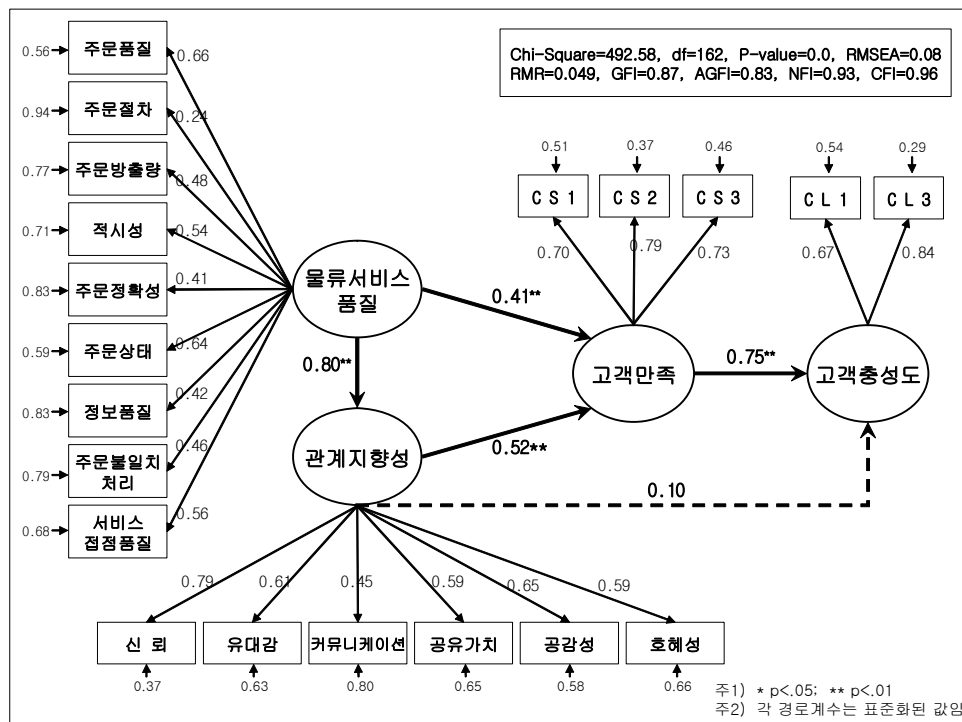 Chi-Square=492.58, df=162, P-value=0.0, RMSEA=0.08
RMR=0.049, GFI=0.87, AGFI=0.83, NFI=0.93, CFI=0.96
0.56
주문품질
0.66
0.94
주문절차
0.24
0.77
주문방출량
0.48
0.71
적시성
0.54
0.83
주문정확성
0.41
0.59
주문상태
0.64
0.83
정보품질
0.42
0.79
주문불일치
처리
0.46
0.68
서비스
접점품질
0.56
물류서비스
품질
0.41**
0.80**
관계지향성
0.52**
0.10
0.51
0.37
0.46
C S 1
C S 2
C S 3
0.70
0.79
0.73
고객만족
0.75**
0.54
0.29
C L 1
C L 3
0.67
0.84
고객충성도
0.79
0.61
0.45
0.59
0.65
0.59
신 뢰
유대감
커뮤니케이션
공유가치
공감성
호혜성
0.37
0.63
0.80
0.65
0.58
0.66
주1) * p<.05; ** p<.01
주2) 각 경로계수는 표준화된 값임